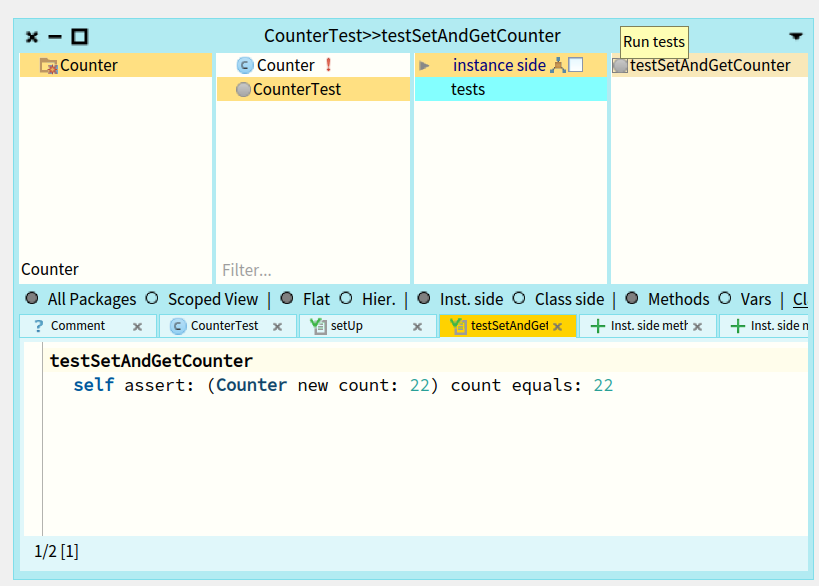 CounterTest>>testSetAndGetCounter
Run tests
Counter
Counter !
instance side
testSetAndGetCounter
CounterTest
tests
Counter
Filter...
All Packages Scoped View | Flat Hier. | Inst. side Class side | Methods Vars | Cl
? Comment × CounterTest × setUp × testSetAndGet × + Inst. side meth × + Inst. side m
testSetAndGetCounter
self assert: (Counter new count: 22) count equals: 22
1/2 [1]